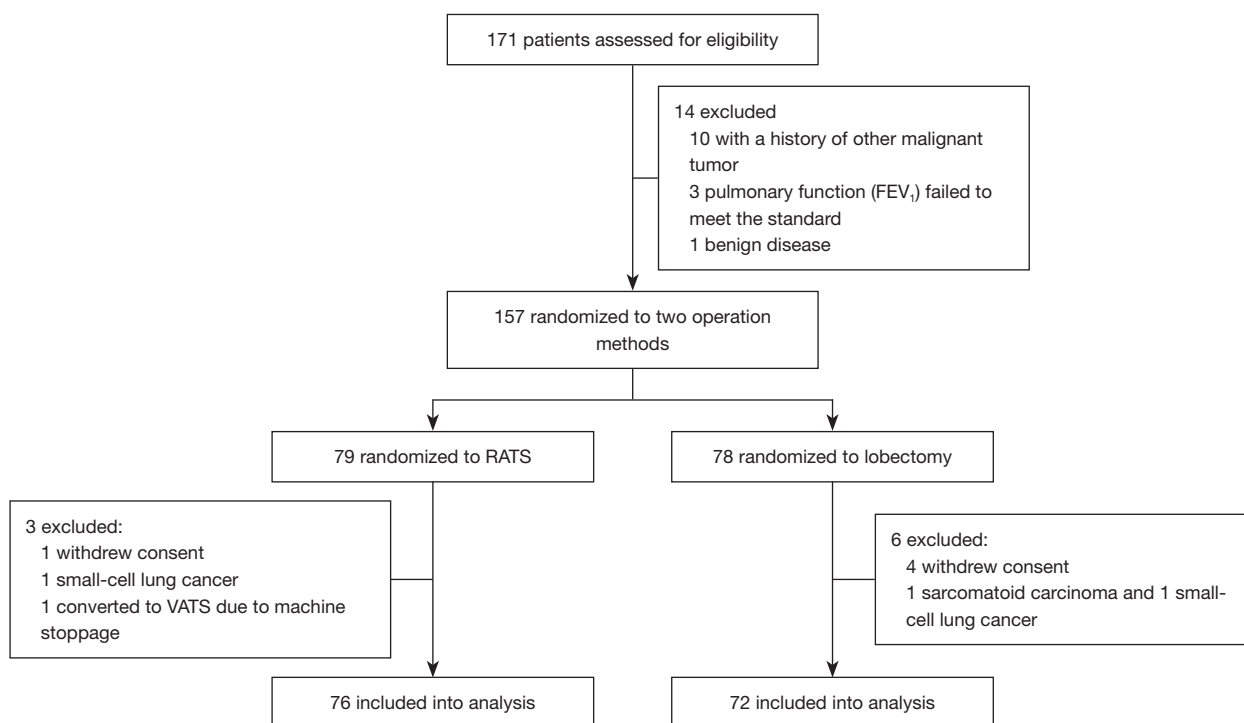 171 patients assessed for eligibility
14 excluded
10 with a history of other malignant
tumor
3 pulmonary function (FEV₁) failed to
meet the standard
1 benign disease
157 randomized to two operation
methods
79 randomized to RATS
78 randomized to lobectomy
3 excluded:
1 withdrew consent
1 small-cell lung cancer
1 converted to VATS due to machine
stoppage
6 excluded:
4 withdrew consent
1 sarcomatoid carcinoma and 1 small-
cell lung cancer
76 included into analysis
72 included into analysis